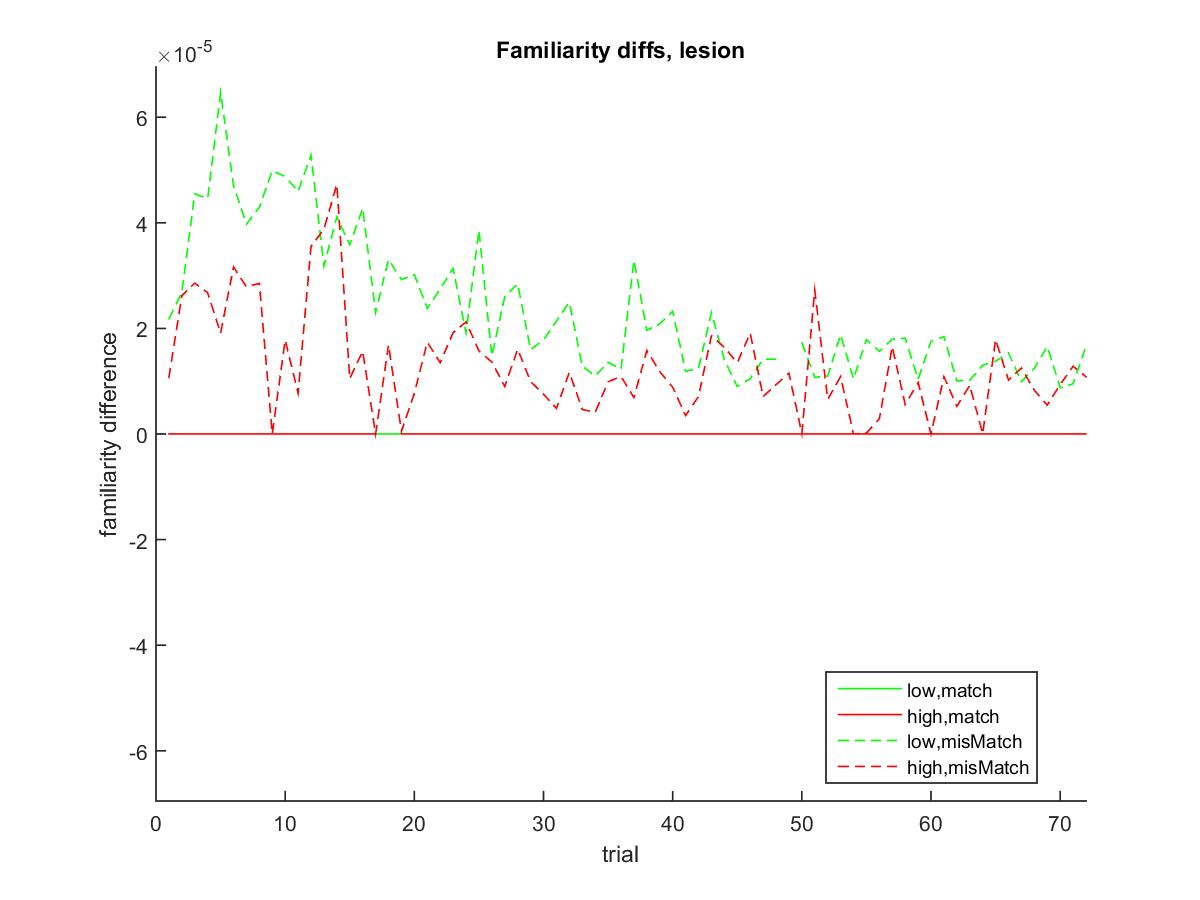 Familiarity diffs, lesion
×10-5
6
4
2
0
-2
-4
-6
familiarity difference
0 10 20 30 40 50 60 70
trial
low,match
high,match
low,misMatch
high,misMatch